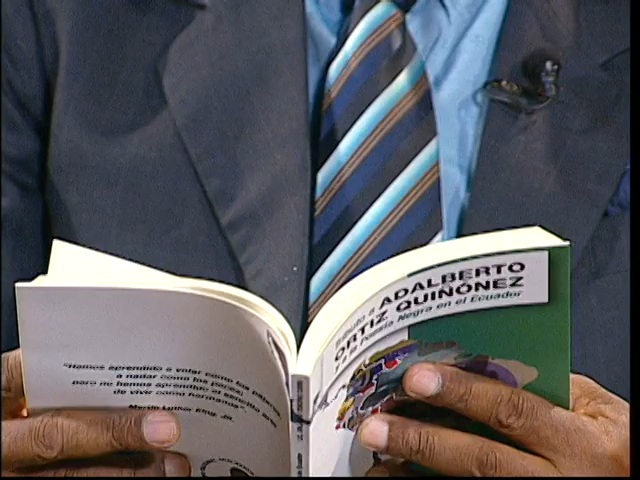 "Hemos aprendido a volar como los pájaros,
a nadar como los peces;
pero no hemos aprendido el sencillo arte
de vivir como hermanos"
Martin Luther King, Jr.
a ADALBERTO
ORTIZ QUIÑÓNEZ
Poesía Negra en el Ecuador